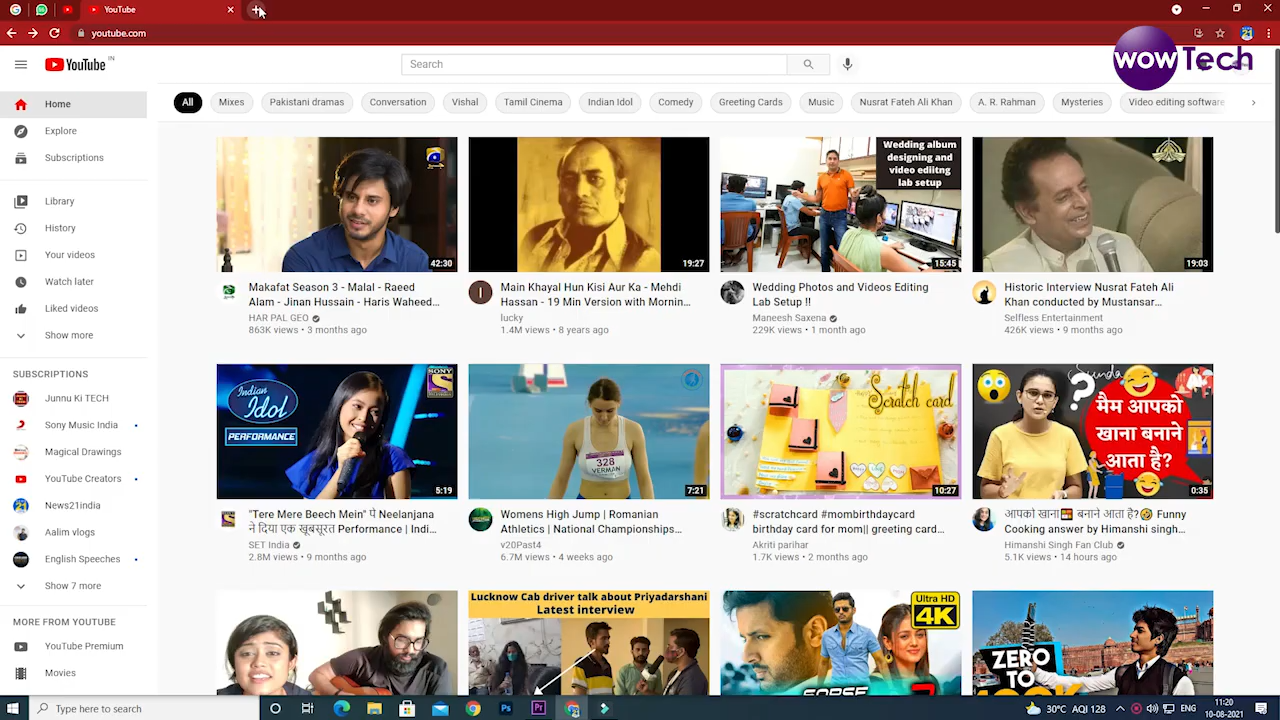 YouTube
youtube.com
YouTube IN
Search
wow Tech
Home
Explore
Subscriptions
Library
History
Your videos
Watch later
Liked videos
Show more
SUBSCRIPTIONS
Junnu Ki TECH
Sony Music India
Magical Drawings
YouTube Creators
News21india
Aalim vlogs
English Speeches
Show 7 more
MORE FROM YOUTUBE
YouTube Premium
Movies
All Mixes Pakistani dramas Conversation Vishal Tamil Cinema Indian Idol Comedy Greeting Cards Music Nusrat Fateh Ali Khan A. R. Rahman Mysteries Video editing software
42:30
Makafat Season 3 - Malal - Raeed
Alam - Jinan Hussain - Haris Waheed...
HAR PAL GEO
863K views • 3 months ago
19:27
I
Main Khayal Hun Kisi Aur Ka - Mehdi
Hassan - 19 Min Version with Mornin...
lucky
1.4M views • 8 years ago
Wedding album
designing and
video ediitng
lab setup
15:45
Wedding Photos and Videos Editing
Lab Setup !!
Maneesh Saxena
229K views • 1 month ago
19:03
Historic Interview Nusrat Fateh Ali
Khan conducted by Mustansar...
Selfless Entertainment
426K views • 9 months ago
Indian
Idol
PERFORMANCE
SONY
5:19
"Tere Mere Beech Mein" पे Neelanjana
ने दिया एक खूबसूरत Performance | Indi...
SET India
2.8M views • 9 months ago
328
VERMAN
7:21
Womens High Jump | Romanian
Athletics | National Championships...
v20Past4
6.7M views • 4 weeks ago
Scratch card
10:27
#scratchcard #mombirthdaycard
birthday card for mom|| greeting card...
Akriti parihar
1.7K views • 2 months ago
मैम आपको
खाना बनाने
आता है?
0:35
आपको खाना बनाने आता है? Funny
Cooking answer by Himanshi singh...
Himanshi Singh Fan Club
5.1K views • 14 hours ago
Lucknow Cab driver talk about Priyadarshani
Latest interview
Ultra HD
4K
ZERO
TO
Type here to search
Ps
Pr
30°C AQI 128
ENG
11:20
10-08-2021